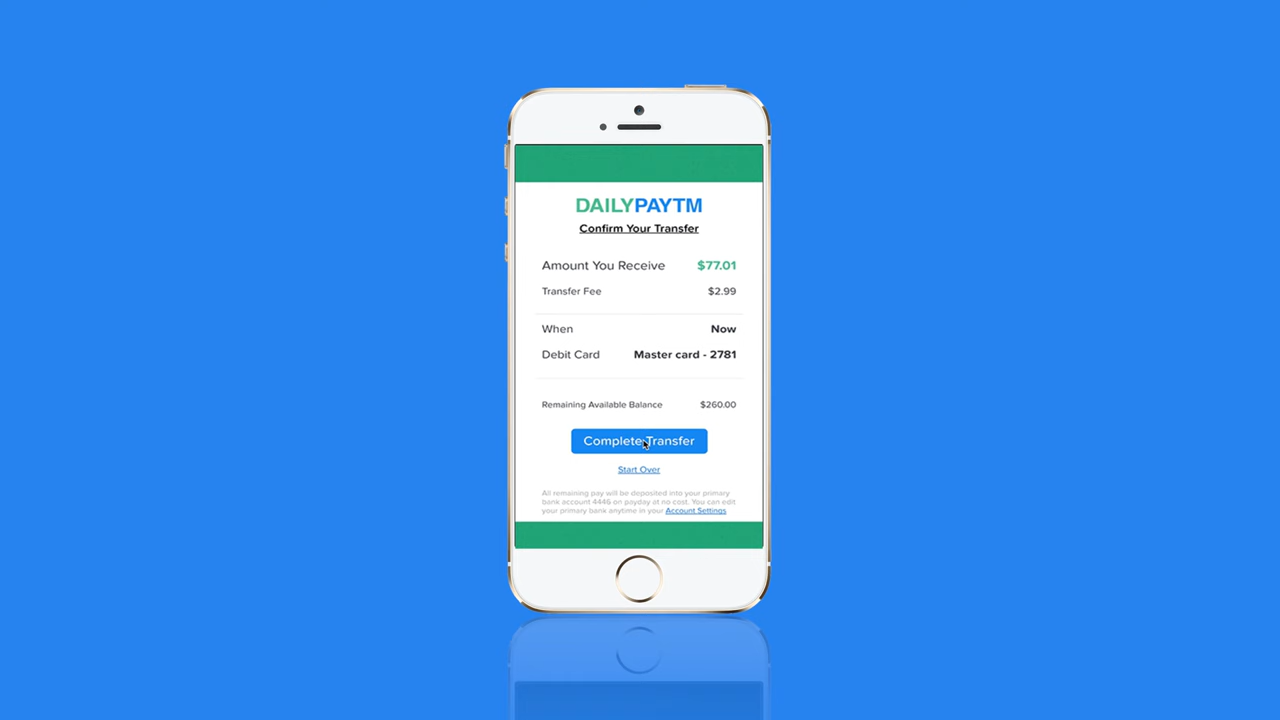 DAILYPAYTM
Confirm Your Transfer
Amount You Receive $77.01
Transfer Fee $2.99
When Now
Debit Card Master card - 2781
Remaining Available Balance $260.00
Complete Transfer
Start Over
All remaining pay will be deposited into your primary
bank account 4446 on payday at no cost. You can edit
your primary bank anytime in your Account Settings